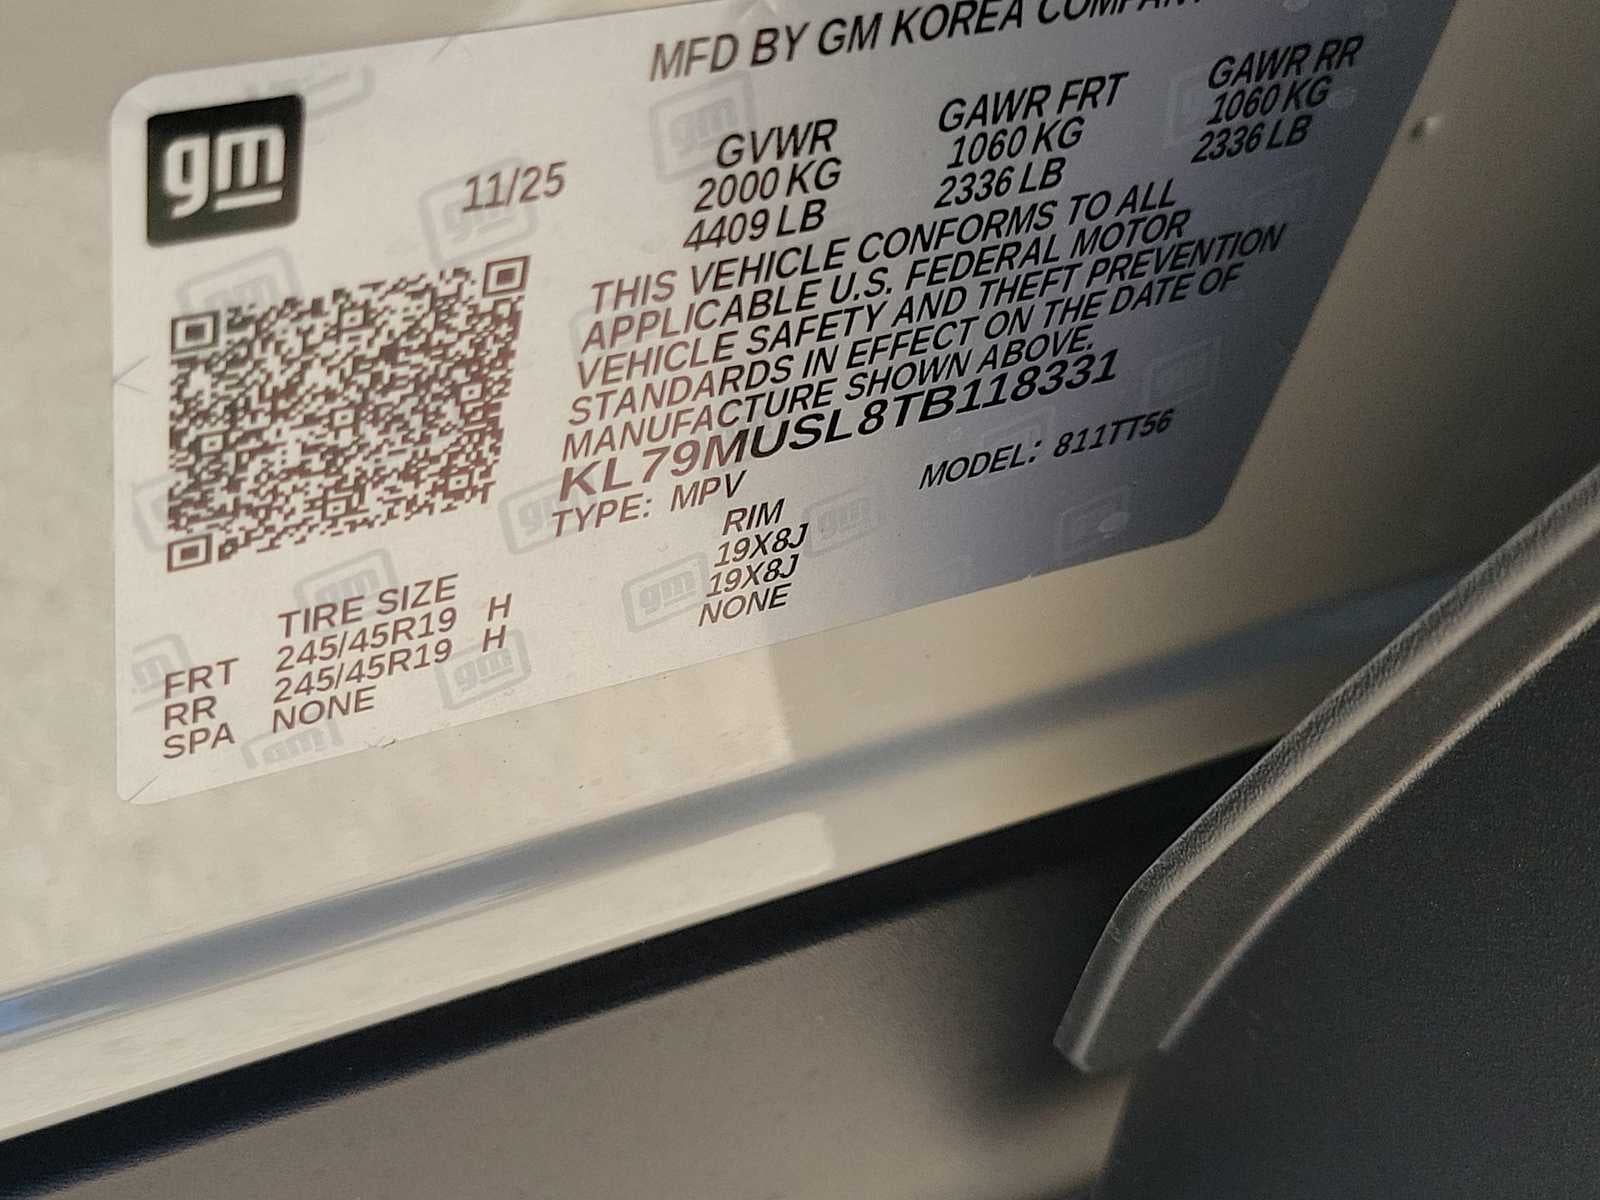 MFD BY GM KOREA COMPANY
gm
11/25
GVWR GAWR FRT GAWR RR
2000 KG 1060 KG 1060 KG
4409 LB 2336 LB 2336 LB
THIS VEHICLE CONFORMS TO ALL
APPLICABLE U.S. FEDERAL MOTOR
VEHICLE SAFETY AND THEFT PREVENTION
STANDARDS IN EFFECT ON THE DATE OF
MANUFACTURE SHOWN ABOVE.
KL79MUSL8TB118331
TYPE: MPV MODEL: 811TT56
TIRE SIZE RIM
FRT 245/45R19 H 19X8J
RR 245/45R19 H 19X8J
SPA NONE NONE